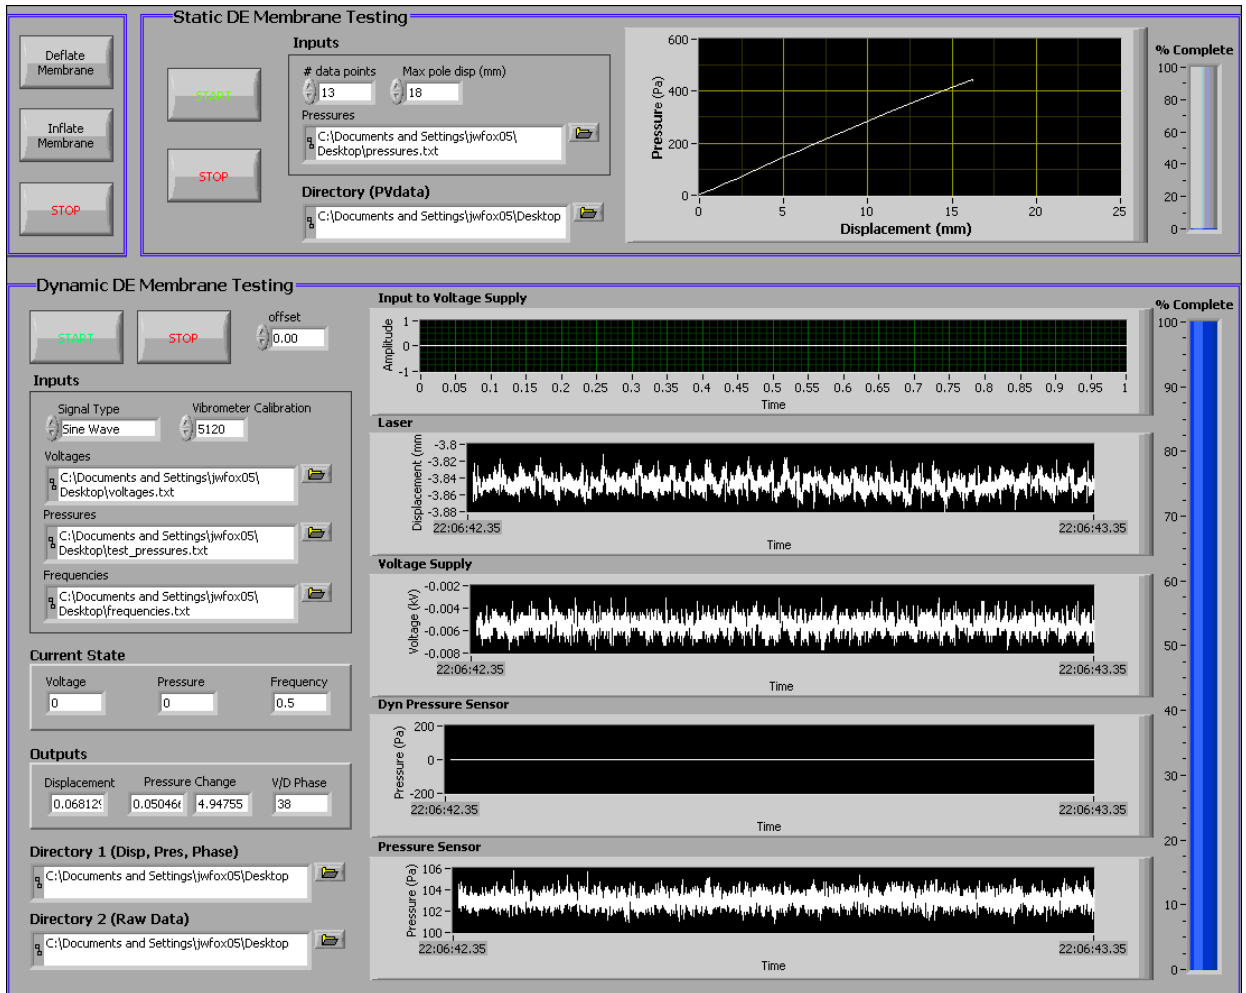 Static DE Membrane Testing
Deflate
Membrane
Inflate
Membrane
STOP
START
STOP
Inputs
# data points
Max pole disp (mm)
13
18
Pressures
C:\Documents and Settings\jwfox05\
Desktop\pressures.txt
Directory (PVdata)
C:\Documents and Settings\jwfox05\Desktop
Pressure (Pa)
600
400
200
0
0 5 10 15 20 25
Displacement (mm)
% Complete
100
80
60
40
20
0
Dynamic DE Membrane Testing
START
STOP
offset
0.00
Inputs
Signal Type
Vibrometer Calibration
Sine Wave
5120
Voltages
C:\Documents and Settings\jwfox05\
Desktop\voltages.txt
Pressures
C:\Documents and Settings\jwfox05\
Desktop\test_pressures.txt
Frequencies
C:\Documents and Settings\jwfox05\
Desktop\frequencies.txt
Current State
Voltage Pressure Frequency
0 0 0.5
Outputs
Displacement Pressure Change V/D Phase
0.06812 0.05046 4.94755 38
Directory 1 (Disp, Pres, Phase)
C:\Documents and Settings\jwfox05\Desktop
Directory 2 (Raw Data)
C:\Documents and Settings\jwfox05\Desktop
Input to Voltage Supply
Amplitude
1
0
-1
0 0.05 0.1 0.15 0.2 0.25 0.3 0.35 0.4 0.45 0.5 0.55 0.6 0.65 0.7 0.75 0.8 0.85 0.9 0.95 1
Time
Laser
Displacement (mm
-3.8
-3.82
-3.84
-3.86
-3.88
22:06:42.35 22:06:43.35
Time
Voltage Supply
Voltage (kV)
-0.002
-0.004
-0.006
-0.008
22:06:42.35 22:06:43.35
Time
Dyn Pressure Sensor
Pressure (Pa)
200
0
-200
22:06:42.35 22:06:43.35
Time
Pressure Sensor
Pressure (Pa)
106
104
102
100
22:06:42.35 22:06:43.35
Time
% Complete
100
90
80
70
60
50
40
30
20
10
0